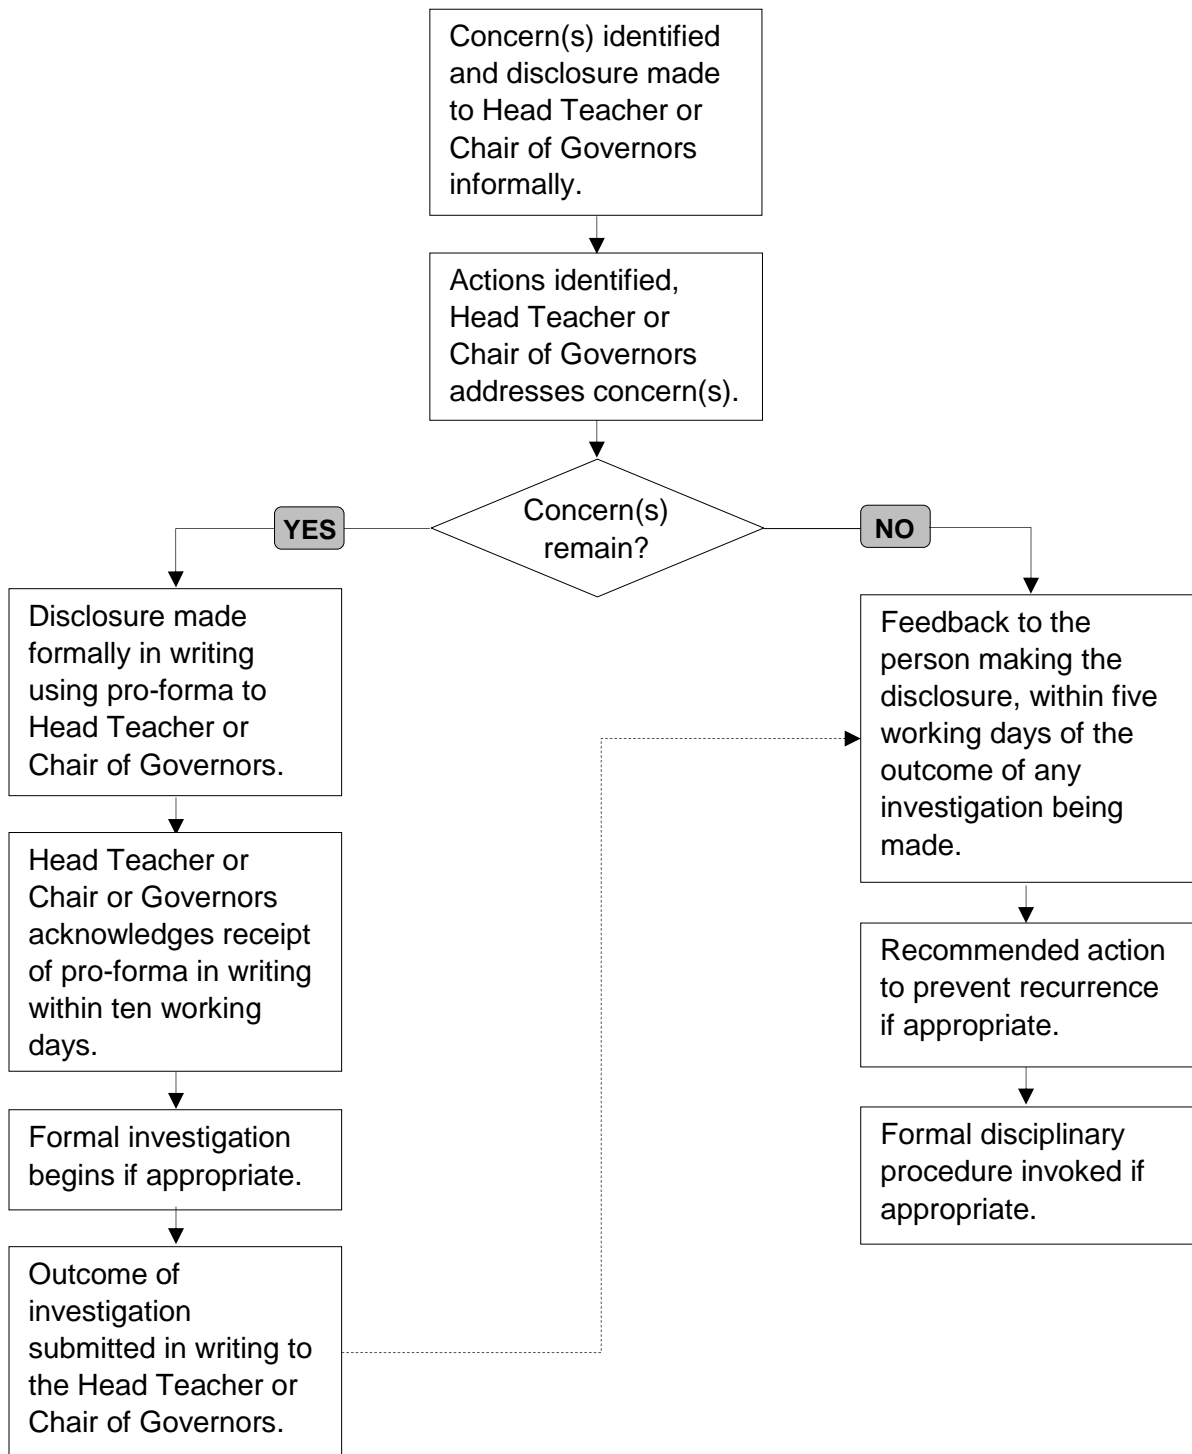 Concern(s) identified
and disclosure made
to Head Teacher or
Chair of Governors
informally.
Actions identified,
Head Teacher or
Chair of Governors
addresses concern(s).
Concern(s)
remain?
YES
NO
Disclosure made
formally in writing
using pro-forma to
Head Teacher or
Chair of Governors.
Head Teacher or
Chair or Governors
acknowledges receipt
of pro-forma in writing
within ten working
days.
Formal investigation
begins if appropriate.
Outcome of
investigation
submitted in writing to
the Head Teacher or
Chair of Governors.
Feedback to the
person making the
disclosure, within five
working days of the
outcome of any
investigation being
made.
Recommended action
to prevent recurrence
if appropriate.
Formal disciplinary
procedure invoked if
appropriate.